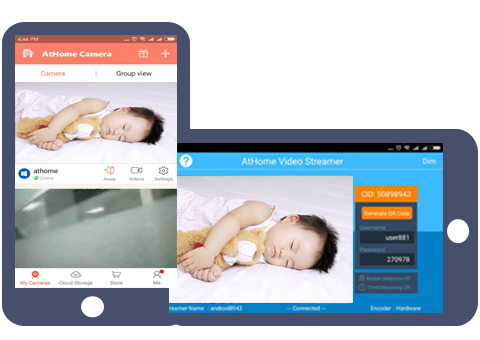 4:44 PM
AtHome Camera
Camera | Group view
athome
Online
Away
Videos
Settings
My Cameras
Cloud Storage
Store
Me
AtHome Video Streamer
Dim
CID: 50898943
Generate QR Code
Username
user881
Password
270978
Motion Detection Off
Timed Recording Off
reamer Name : android8943
-- Connected --
Encoder : Hardware